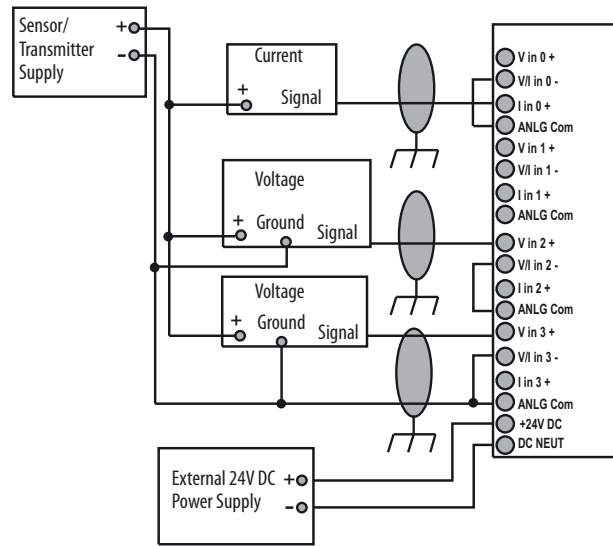 Sensor/
Transmitter
Supply
+
-
Current
+
Signal
Voltage
+
Ground
Signal
Voltage
+
Ground
Signal
External 24V DC
Power Supply
+
-
V in 0 +
V/I in 0 -
I in 0 +
ANLG Com
V in 1 +
V/I in 1 -
I in 1 +
ANLG Com
V in 2 +
V/I in 2 -
I in 2 +
ANLG Com
V in 3 +
V/I in 3 -
I in 3 +
ANLG Com
+24V DC
DC NEUT